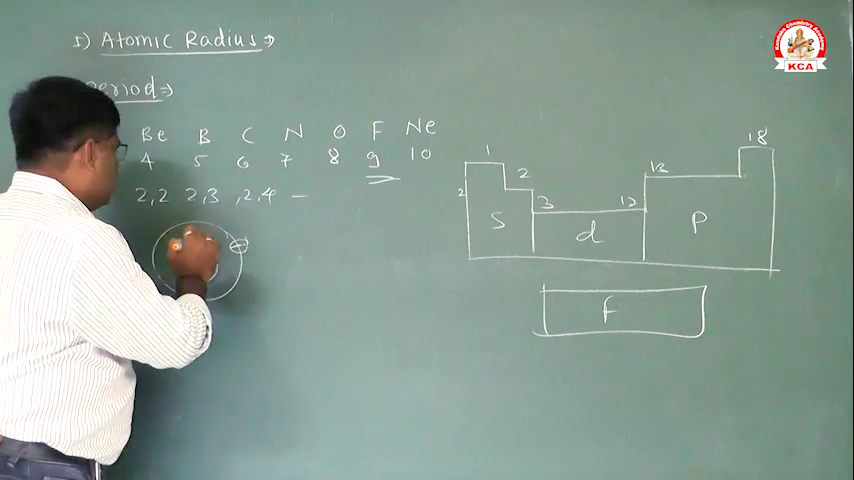 1) Atomic Radius ⇒
Period ⇒
Be B C N O F Ne
4 5 6 7 8 9 10
2,2 2,3 , 2,4 —
1
2
2
3
12
13
18
S
d
P
F
KCA